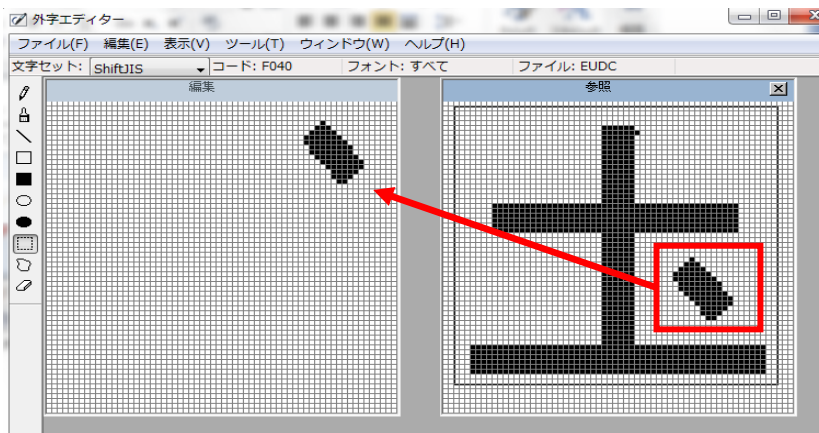 外字エディター
ファイル(F) 編集(E) 表示(V) ツール(T) ウィンドウ(W) ヘルプ(H)
文字セット: ShiftJIS コード: F040 フォント: すべて ファイル: EUDC
編集 参照